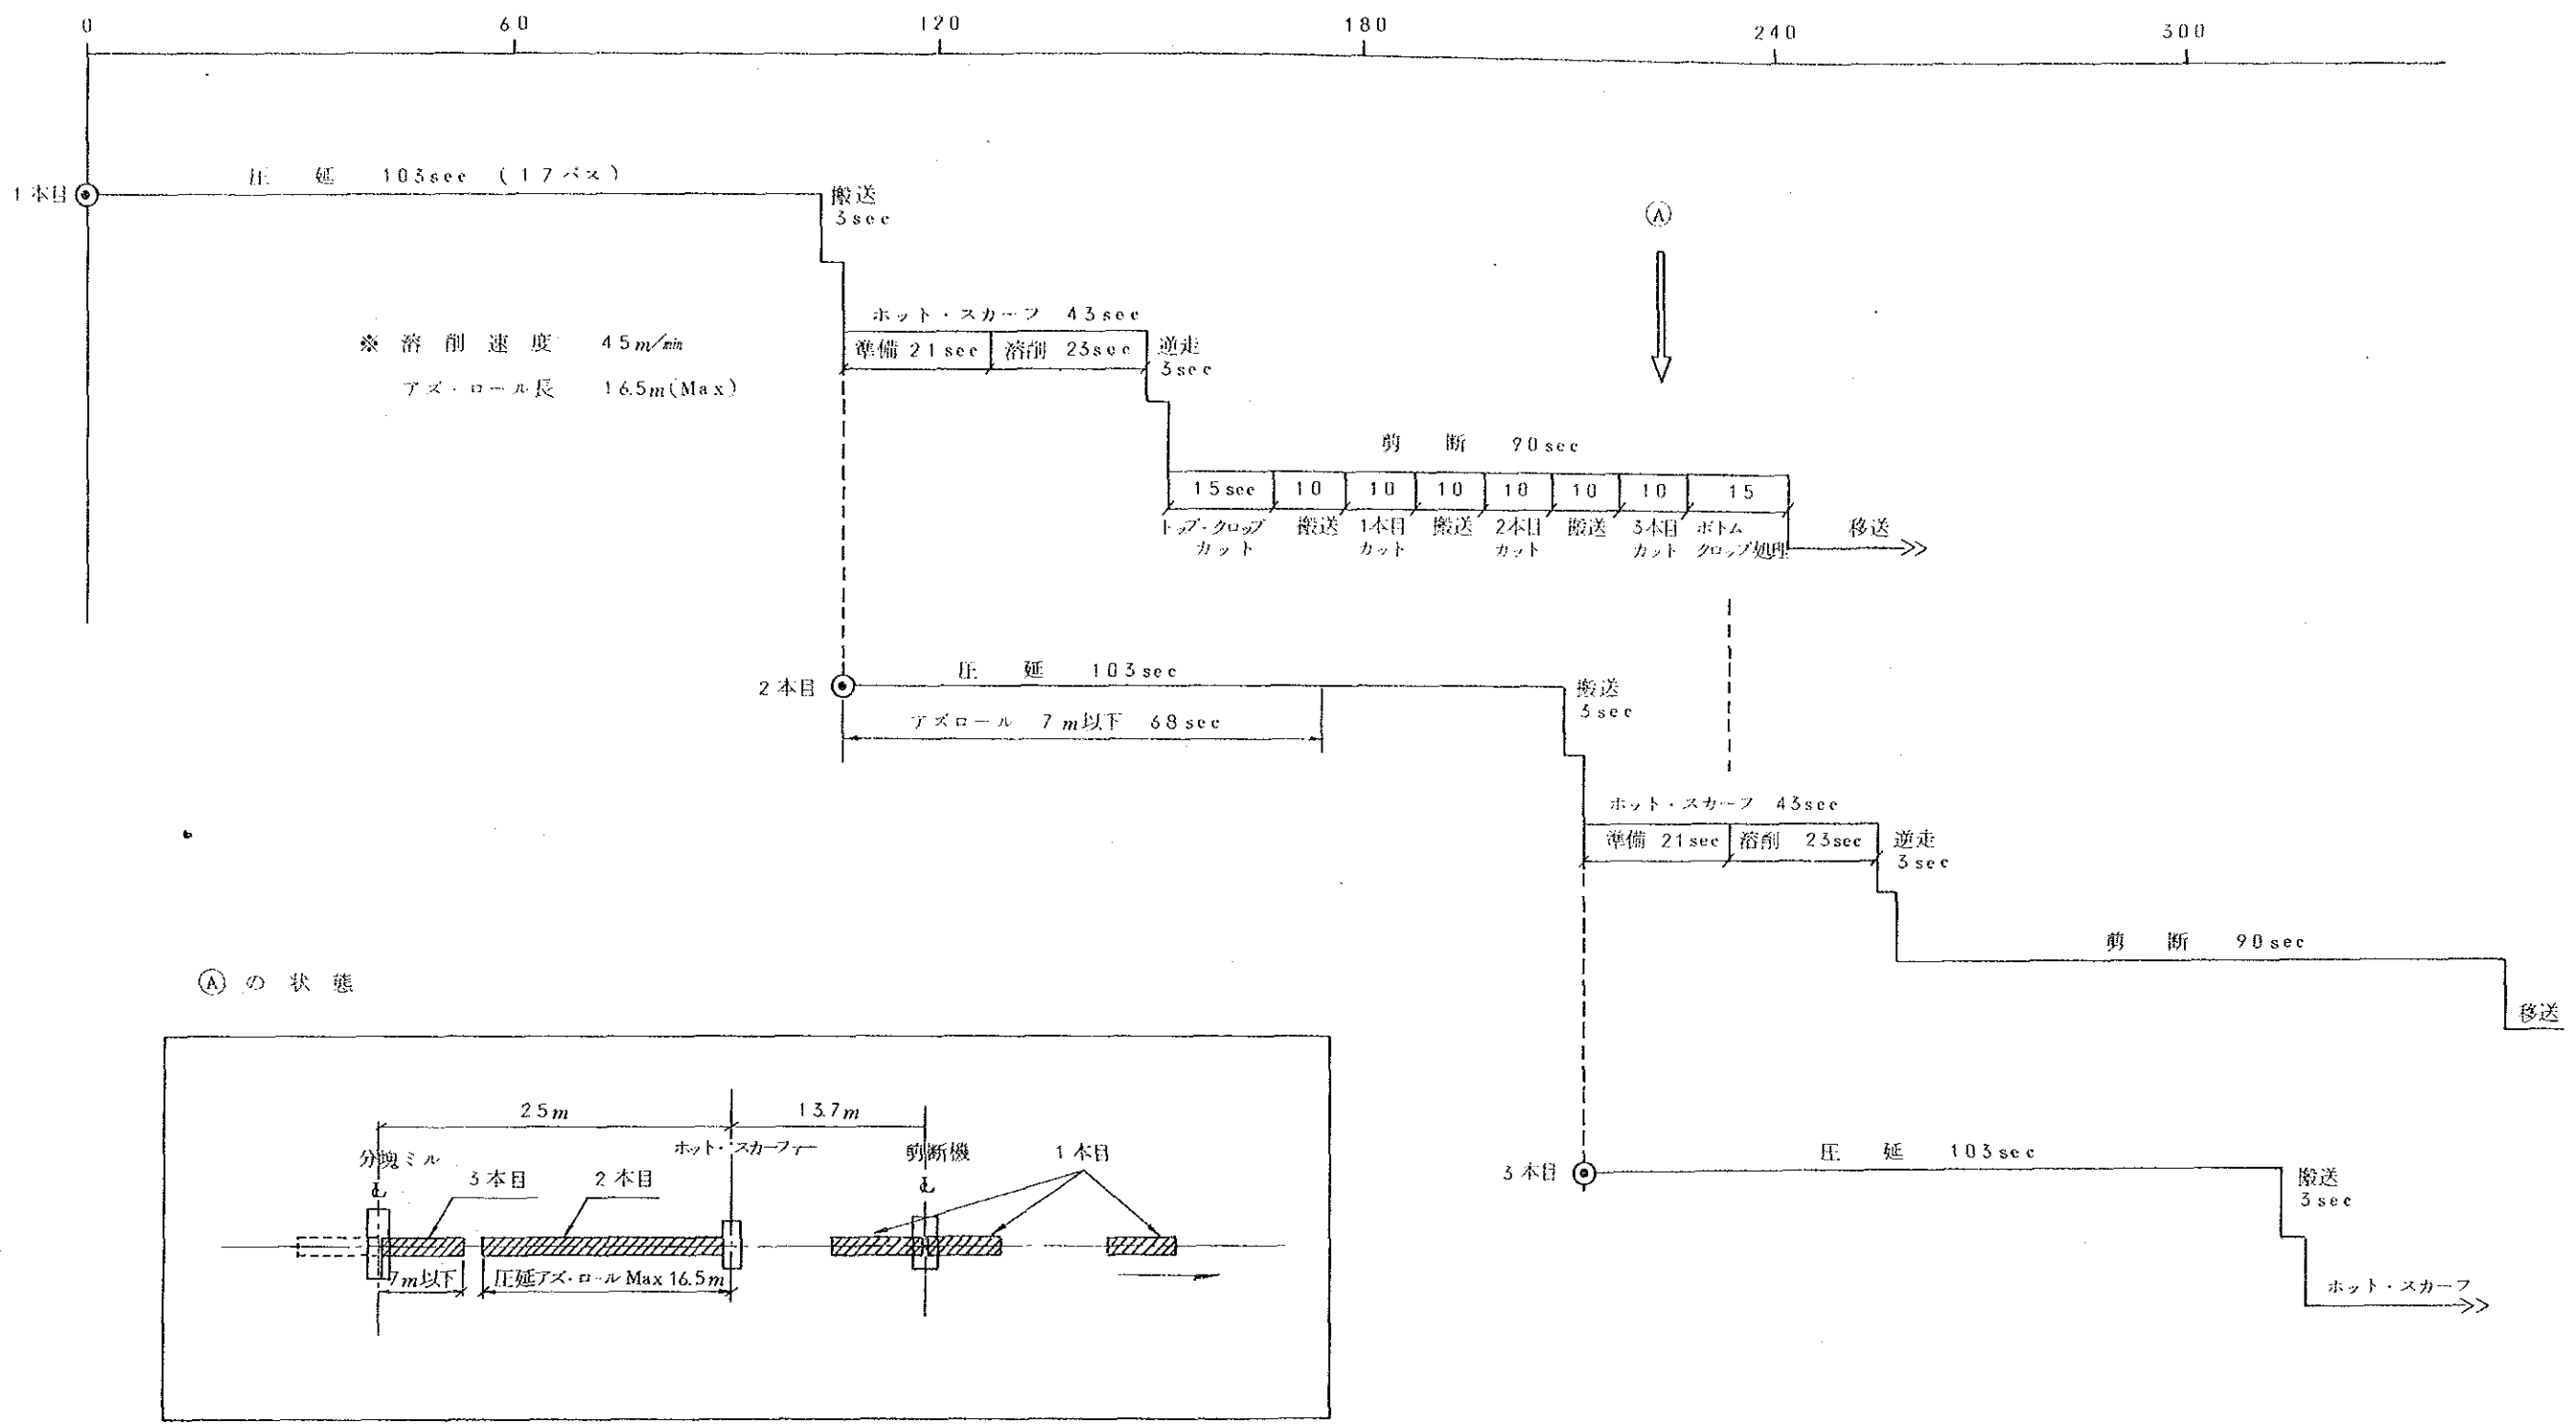 0 60 120 180 240 300
1本目
圧延 103sec (17パス)
搬送
3sec
Ⓐ
※ 溶削速度 45m/min
アズ・ロール長 16.5m(Max)
ホット・スカーフ 43sec
準備 21sec 溶削 23sec
逆走
3sec
剪断 90sec
15sec 10 10 10 10 10 10 15
トップ・クロップ
カット
搬送
1本目
カット
搬送
2本目
カット
搬送
3本目
カット
ボトム
クロップ処理
移送
2本目
圧延 103sec
アズロール 7m以下 68sec
搬送
3sec
ホット・スカーフ 43sec
準備 21sec 溶削 23sec
逆走
3sec
剪断 90sec
移送
3本目
圧延 103sec
搬送
3sec
ホット・スカーフ
Ⓐの状態
25m 13.7m
分塊ミル
ホット・スカーファー
剪断機
1本目
3本目
2本目
℄ ℄
7m以下
圧延アズ・ロール Max 16.5m